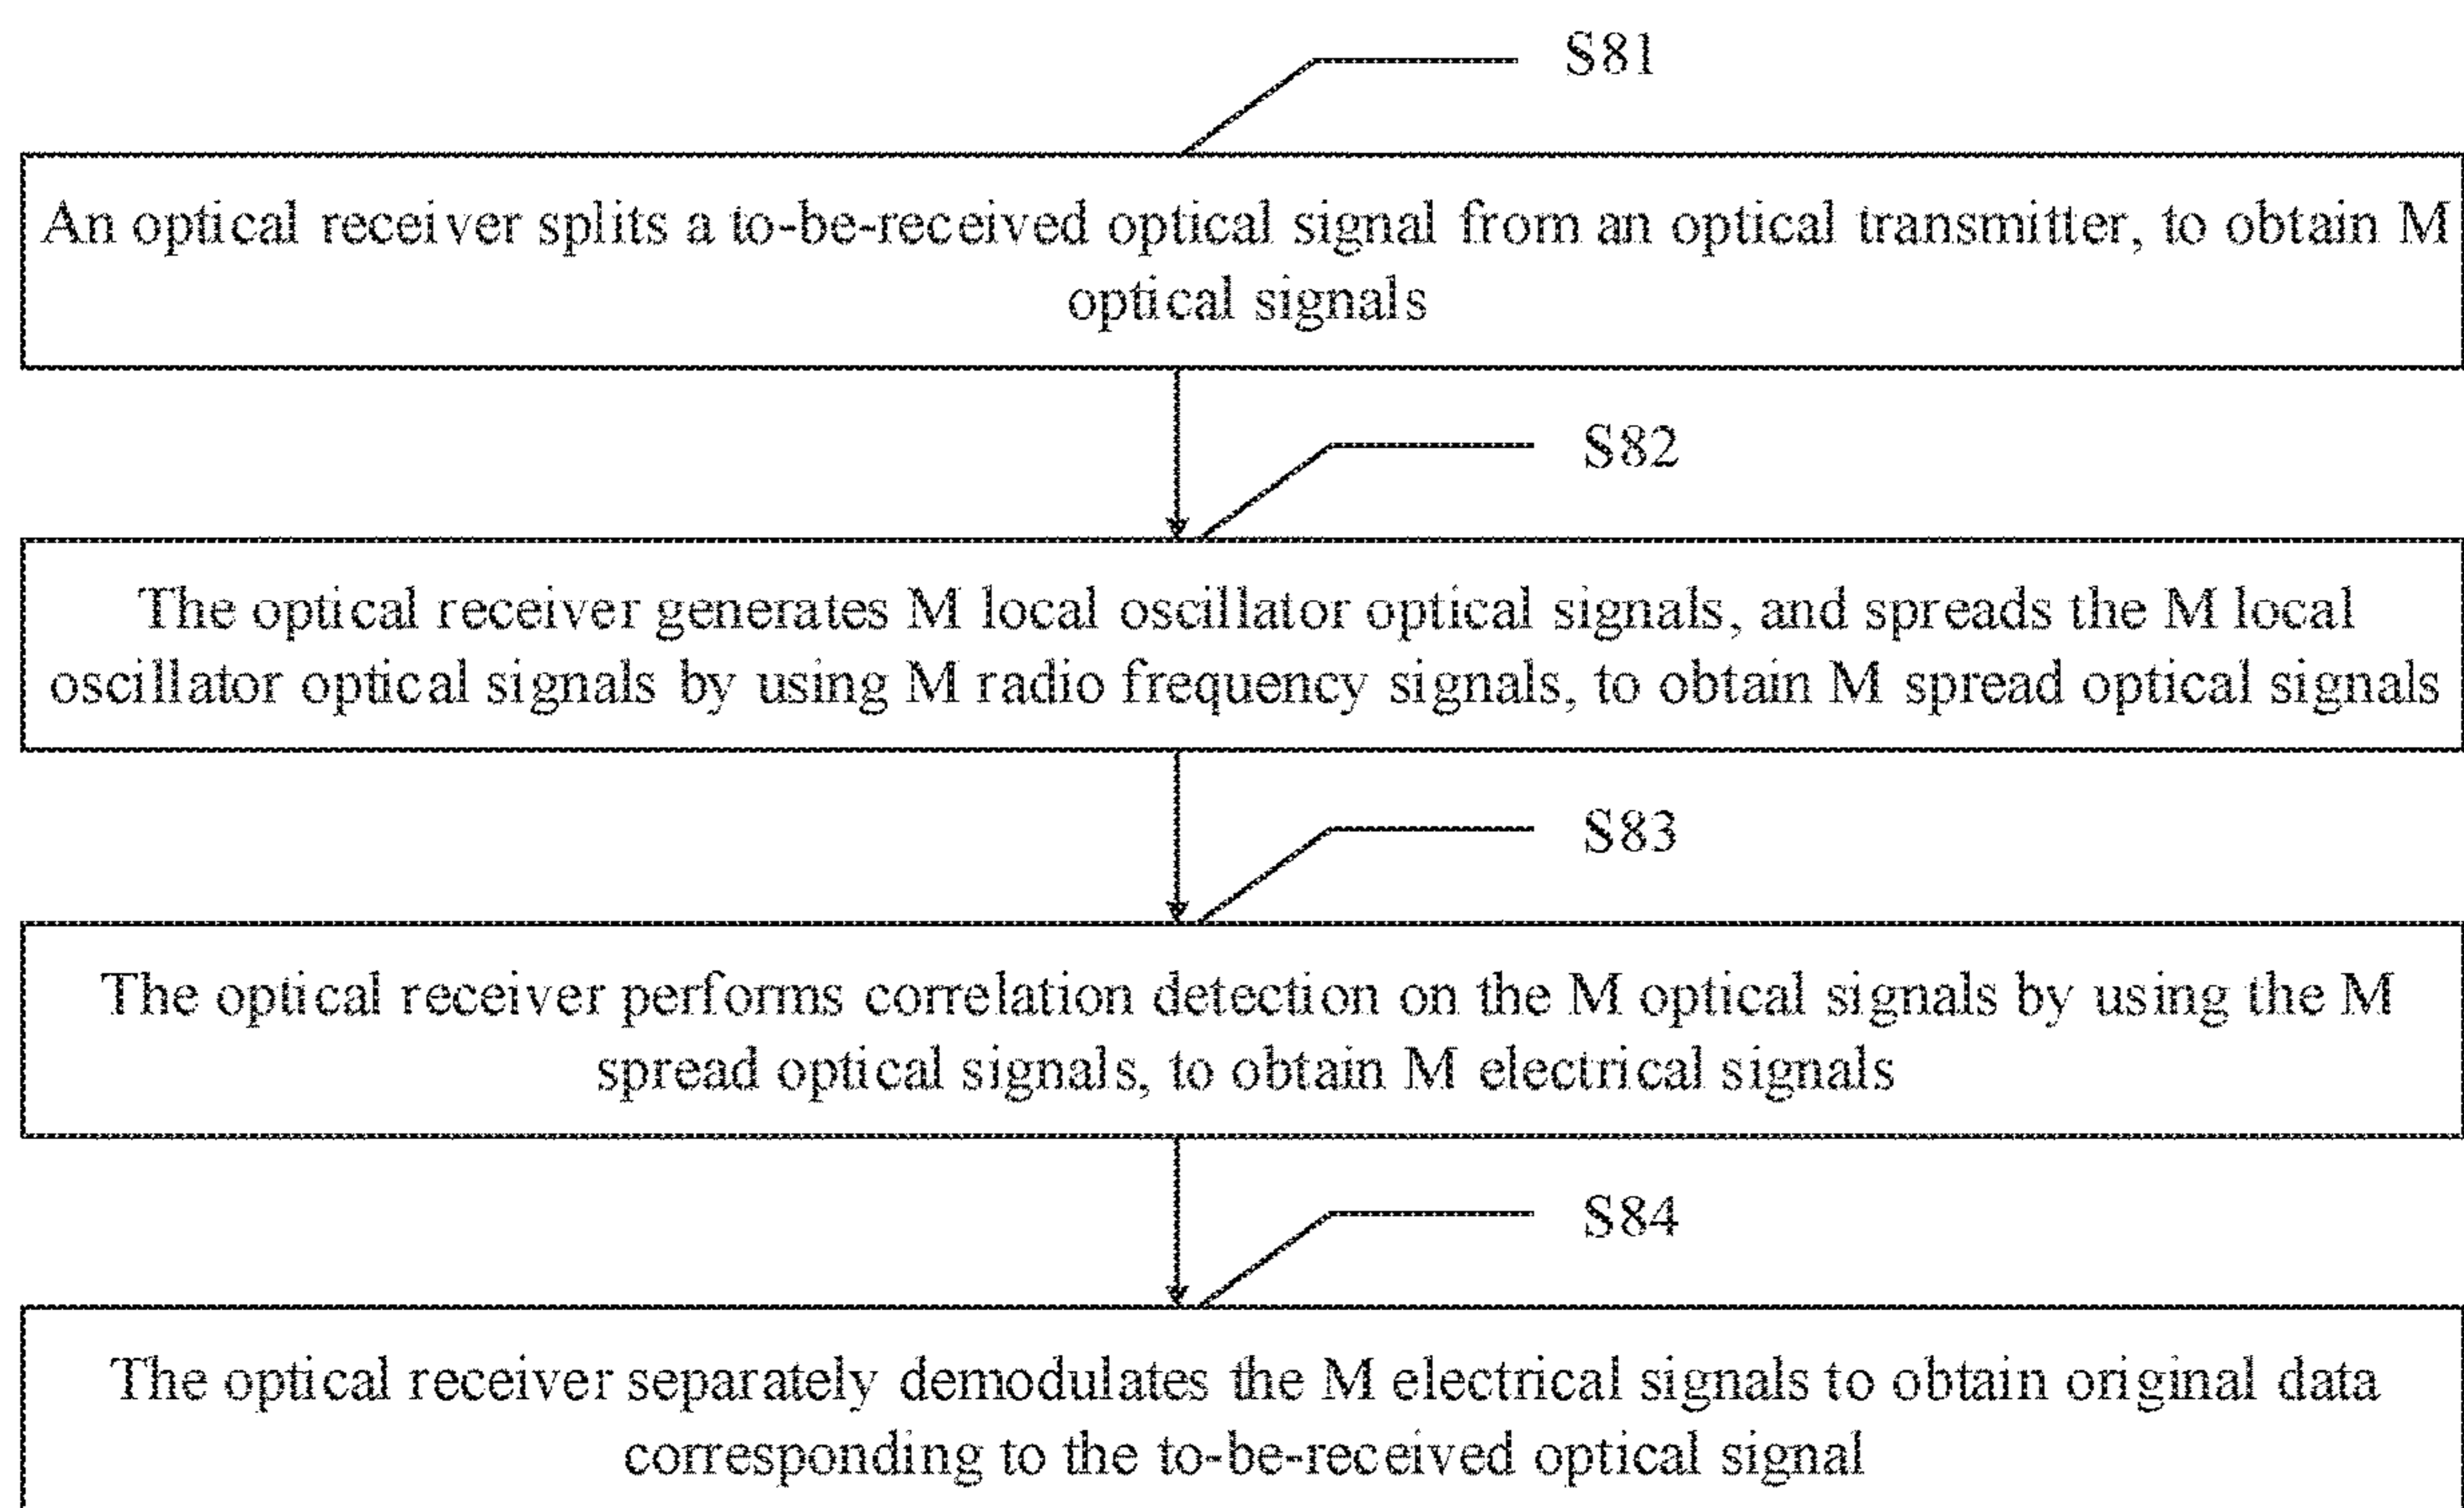 S81
An optical receiver splits a to-be-received optical signal from an optical transmitter, to obtain M
optical signals
S82
The optical receiver generates M local oscillator optical signals, and spreads the M local
oscillator optical signals by using M radio frequency signals, to obtain M spread optical signals
S83
The optical receiver performs correlation detection on the M optical signals by using the M
spread optical signals, to obtain M electrical signals
S84
The optical receiver separately demodulates the M electrical signals to obtain original data
corresponding to the to-be-received optical signal